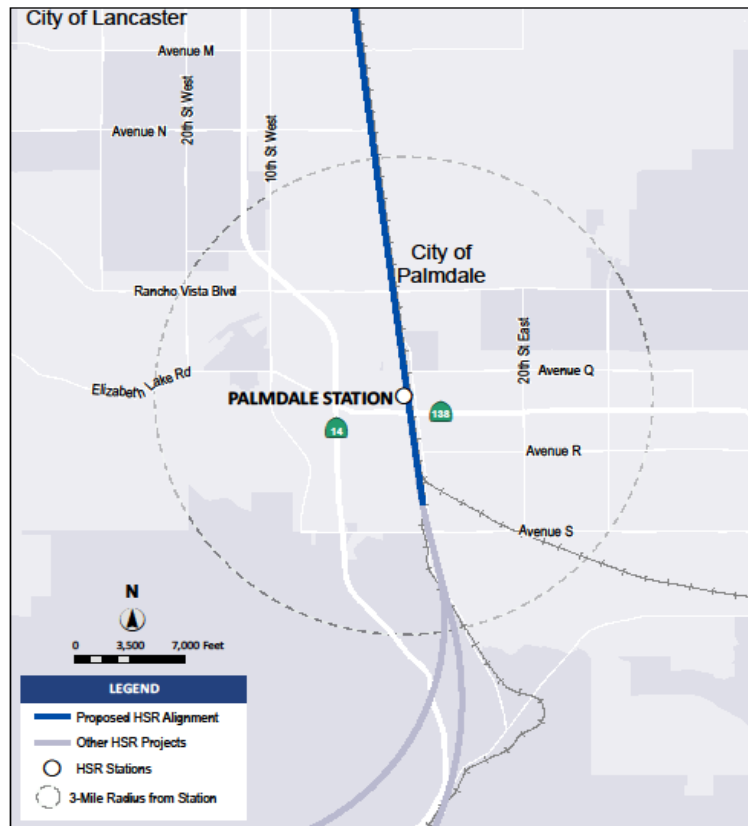 City of Lancaster
Avenue M
20th St West
Avenue N
10th St West
City of
Palmdale
Rancho Vista Blvd
20th St East
Avenue Q
Elizabeth Lake Rd
PALMDALE STATION
138
14
Avenue R
Avenue S
N
0 3,500 7,000 Feet
LEGEND
Proposed HSR Alignment
Other HSR Projects
HSR Stations
3-Mile Radius from Station